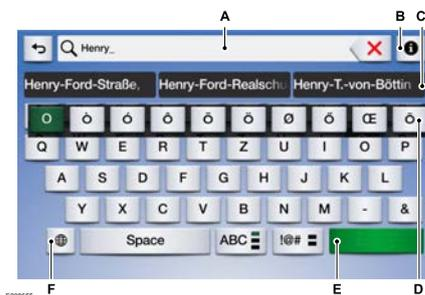 A B C
Henry_
Henry-Ford-Straße, Henry-Ford-Realschu Henry-T.-von-Böttin
O Ò Ó Ô Õ Ö Ø Ő Œ
Q W E R T Z U I O P
A S D F G H J K L
Y X C V B N M - &
Space ABC !@#
F E D